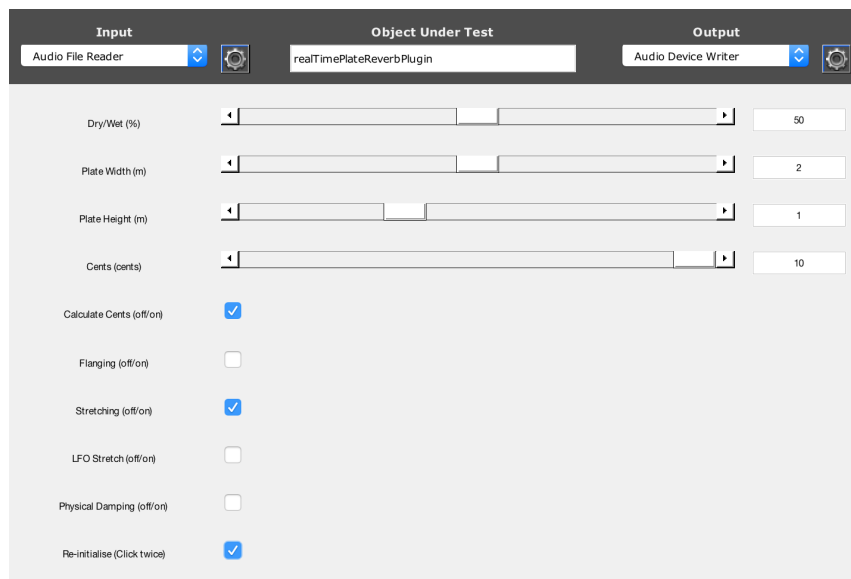 Input
Object Under Test
Output
Audio File Reader
realTimePlateReverbPlugin
Audio Device Writer
Dry/Wet (%)
50
Plate Width (m)
2
Plate Height (m)
1
Cents (cents)
10
Calculate Cents (off/on)
Flanging (off/on)
Stretching (off/on)
LFO Stretch (off/on)
Physical Damping (off/on)
Re-initialise (Click twice)